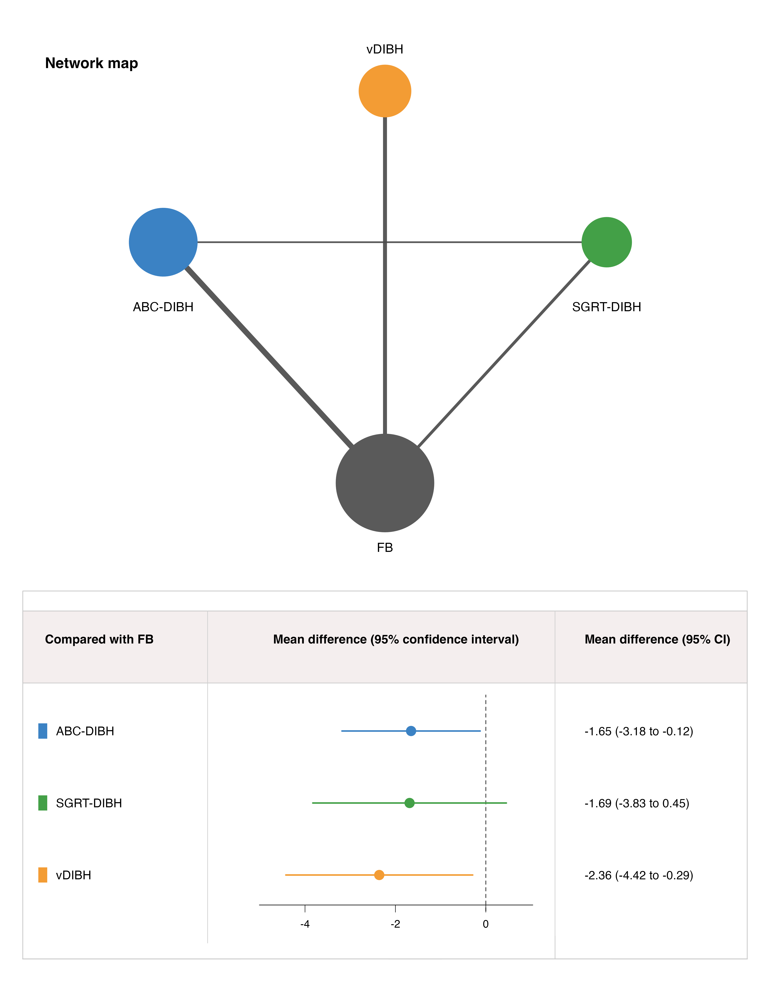 Network map
vDIBH
ABC-DIBH
SGRT-DIBH
FB
Compared with FB
Mean difference (95% confidence interval)
Mean difference (95% CI)
ABC-DIBH
-1.65 (-3.18 to -0.12)
SGRT-DIBH
-1.69 (-3.83 to 0.45)
vDIBH
-2.36 (-4.42 to -0.29)
-4
-2
0